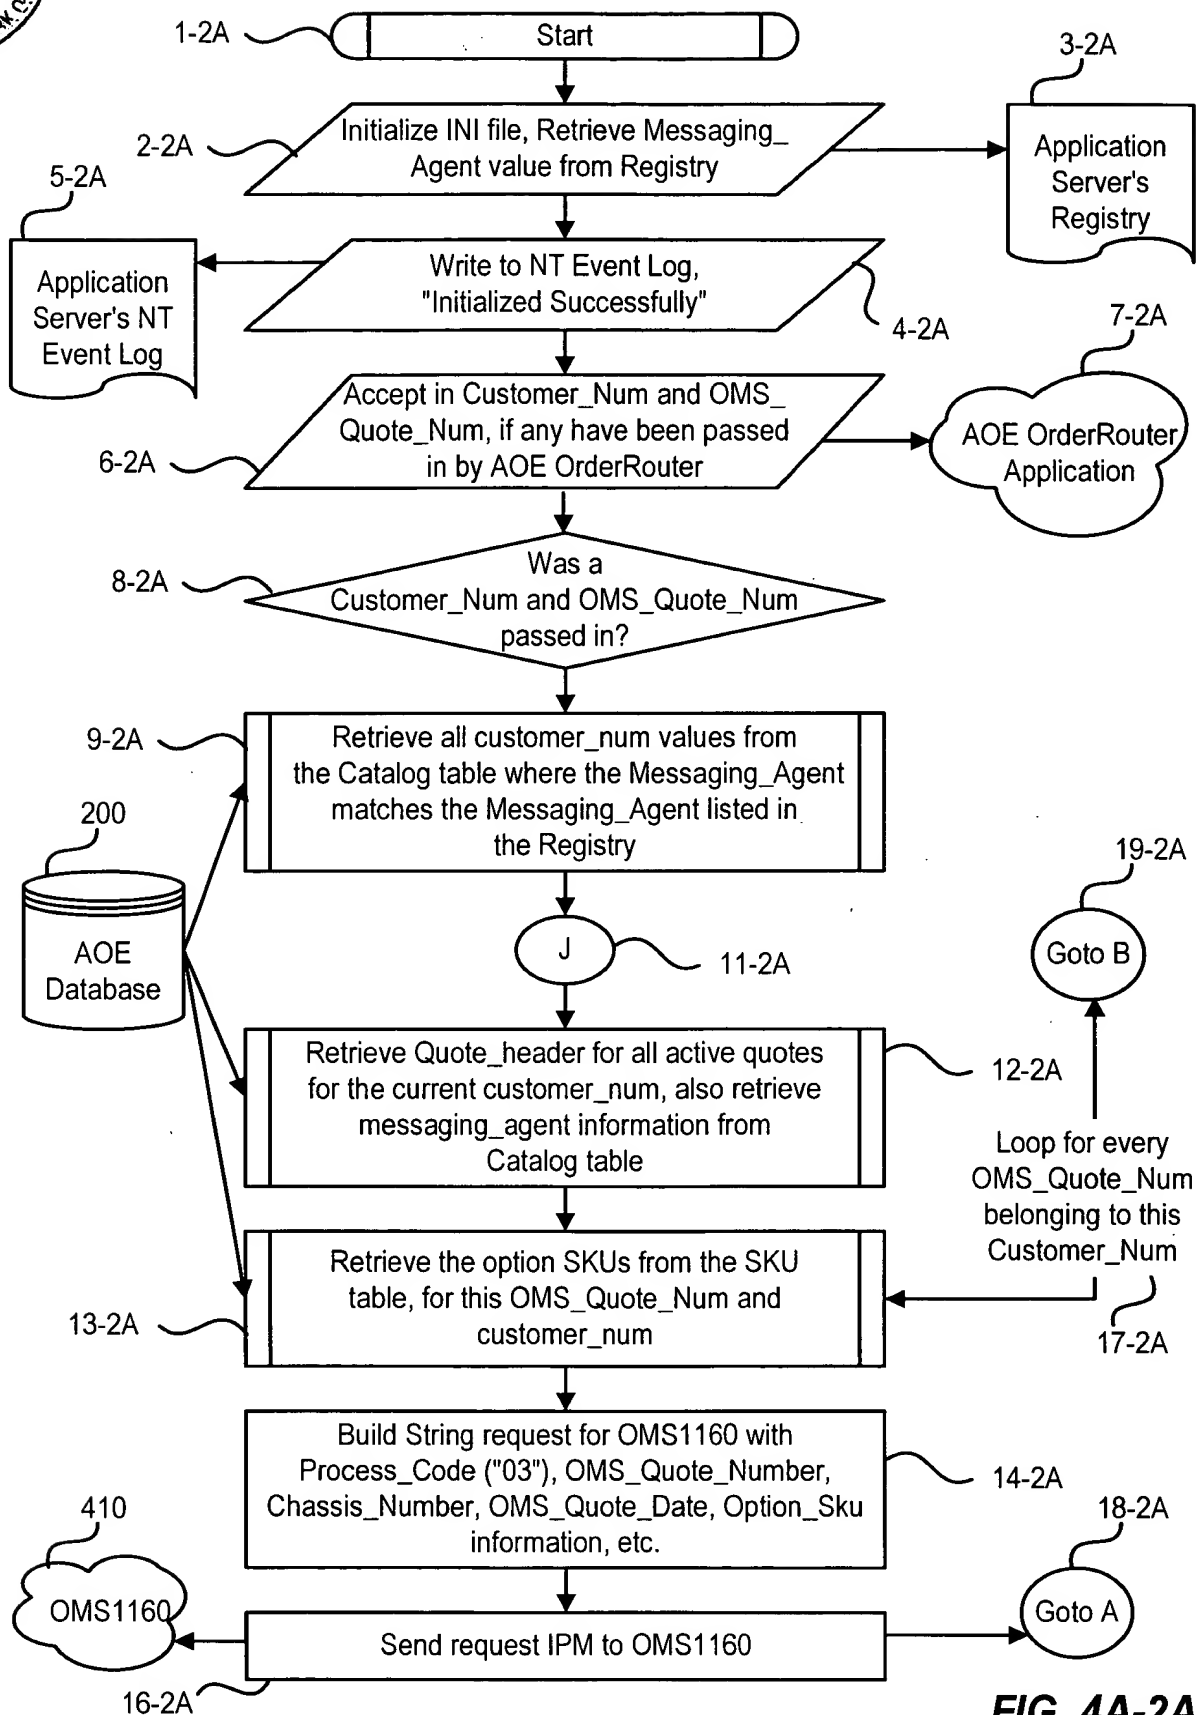 1-2A
Start
3-2A
2-2A
Initialize INI file, Retrieve Messaging_
Agent value from Registry
Application
Server's
Registry
5-2A
Application
Server's NT
Event Log
Write to NT Event Log,
"Initialized Successfully"
4-2A
7-2A
6-2A
Accept in Customer_Num and OMS_
Quote_Num, if any have been passed
in by AOE OrderRouter
AOE OrderRouter
Application
8-2A
Was a
Customer_Num and OMS_Quote_Num
passed in?
9-2A
Retrieve all customer_num values from
the Catalog table where the Messaging_Agent
matches the Messaging_Agent listed in
the Registry
200
AOE
Database
J
11-2A
19-2A
Goto B
Retrieve Quote_header for all active quotes
for the current customer_num, also retrieve
messaging_agent information from
Catalog table
12-2A
Loop for every
OMS_Quote_Num
belonging to this
Customer_Num
17-2A
13-2A
Retrieve the option SKUs from the SKU
table, for this OMS_Quote_Num and
customer_num
Build String request for OMS1160 with
Process_Code ("03"), OMS_Quote_Number,
Chassis_Number, OMS_Quote_Date, Option_Sku
information, etc.
14-2A
410
OMS1160
18-2A
Goto A
Send request IPM to OMS1160
16-2A
FIG. 4A-2A